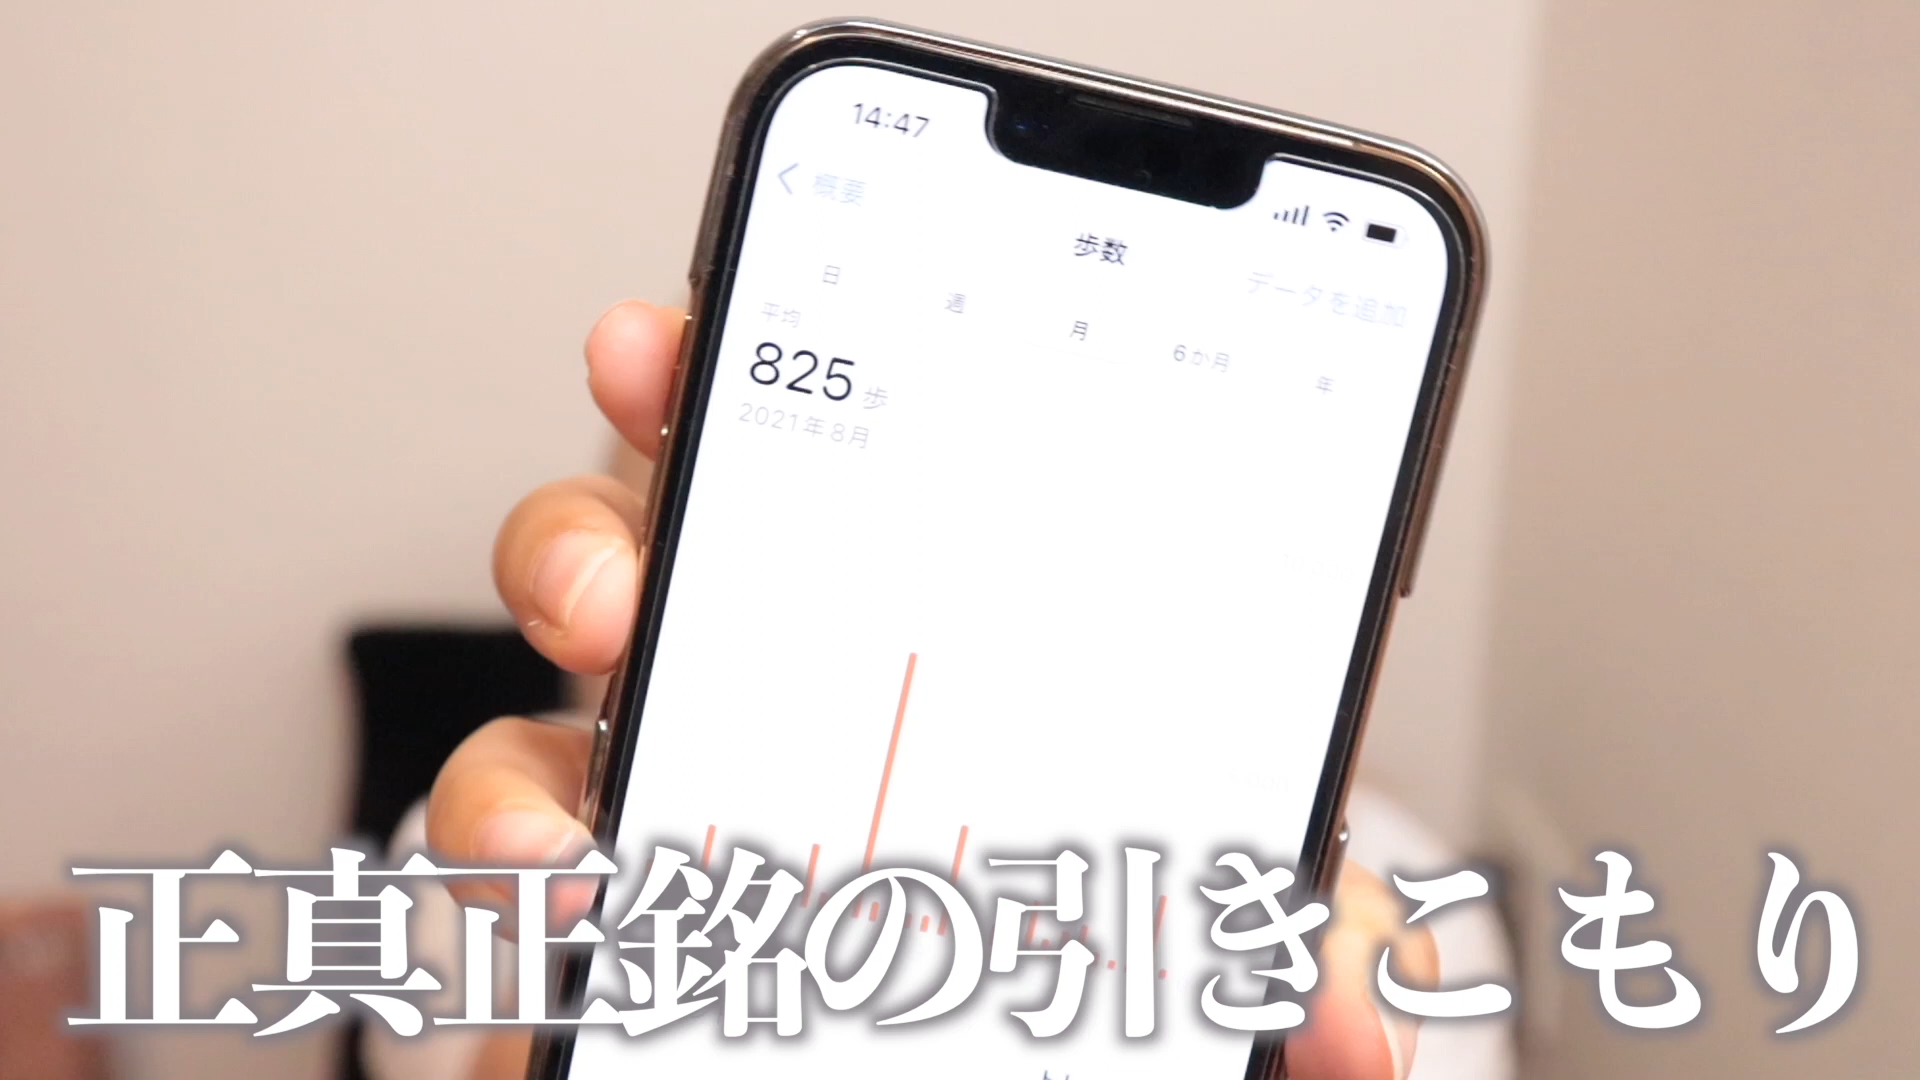 14:47
概要
歩数
データを追加
日 週 月 6か月 年
平均
825 歩
2021年8月
正真正銘の引きこもり